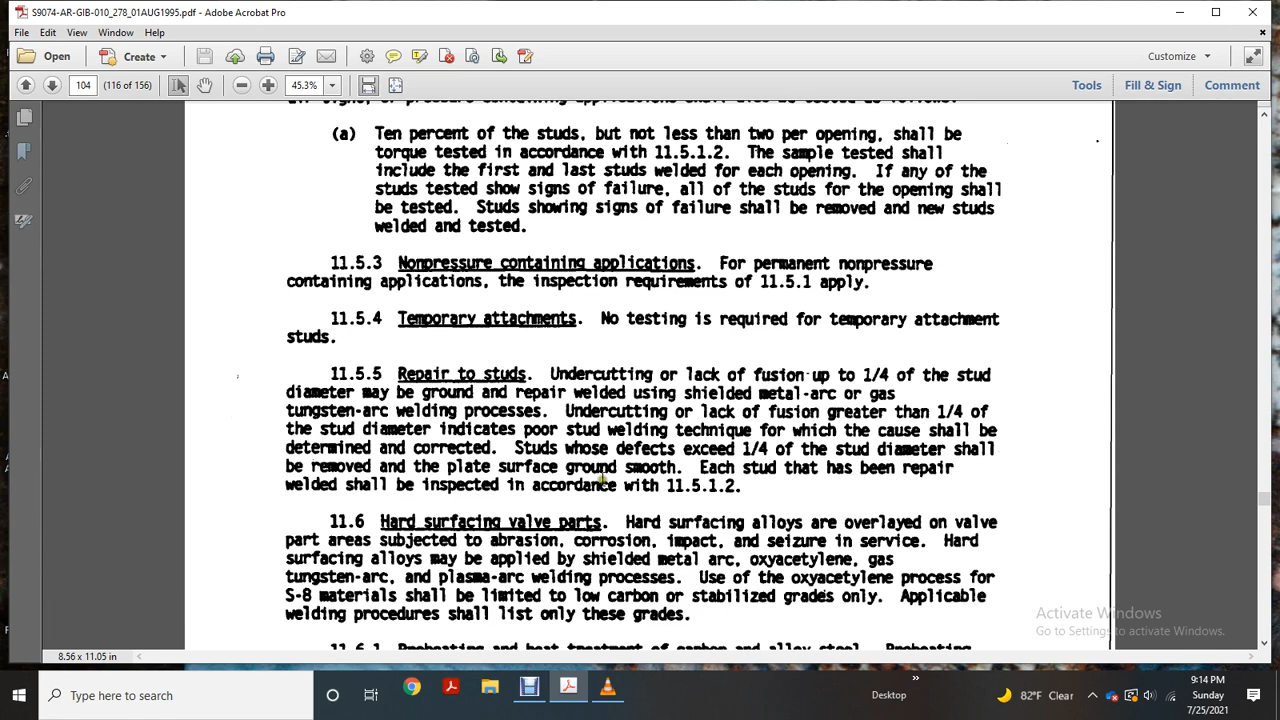 S9074-AR-GIB-010_278_01AUG1995.pdf - Adobe Acrobat Pro
File Edit View Window Help
Open Create Customize
104 (116 of 156) 45.3% Tools Fill & Sign Comment
(a) Ten percent of the studs, but not less than two per opening, shall be
torque tested in accordance with 11.5.1.2. The sample tested shall
include the first and last studs welded for each opening. If any of the
studs tested show signs of failure, all of the studs for the opening shall
be tested. Studs showing signs of failure shall be removed and new studs
welded and tested.
11.5.3 Nonpressure containing applications. For permanent nonpressure
containing applications, the inspection requirements of 11.5.1 apply.
11.5.4 Temporary attachments. No testing is required for temporary attachment
studs.
11.5.5 Repair to studs. Undercutting or lack of fusion up to 1/4 of the stud
diameter may be ground and repair welded using shielded metal-arc or gas
tungsten-arc welding processes. Undercutting or lack of fusion greater than 1/4 of
the stud diameter indicates poor stud welding technique for which the cause shall be
determined and corrected. Studs whose defects exceed 1/4 of the stud diameter shall
be removed and the plate surface ground smooth. Each stud that has been repair
welded shall be inspected in accordance with 11.5.1.2.
11.6 Hard surfacing valve parts. Hard surfacing alloys are overlayed on valve
part areas subjected to abrasion, corrosion, impact, and seizure in service. Hard
surfacing alloys may be applied by shielded metal arc, oxyacetylene, gas
tungsten-arc, and plasma-arc welding processes. Use of the oxyacetylene process for
S-8 materials shall be limited to low carbon or stabilized grades only. Applicable
welding procedures shall list only these grades.
11.6.1 Preheating and heat treatment of carbon and alloy steel. Preheating
Activate Windows
Go to Settings to activate Windows.
8.56 x 11.05 in
Type here to search
Desktop
82°F Clear
9:14 PM
Sunday
7/25/2021